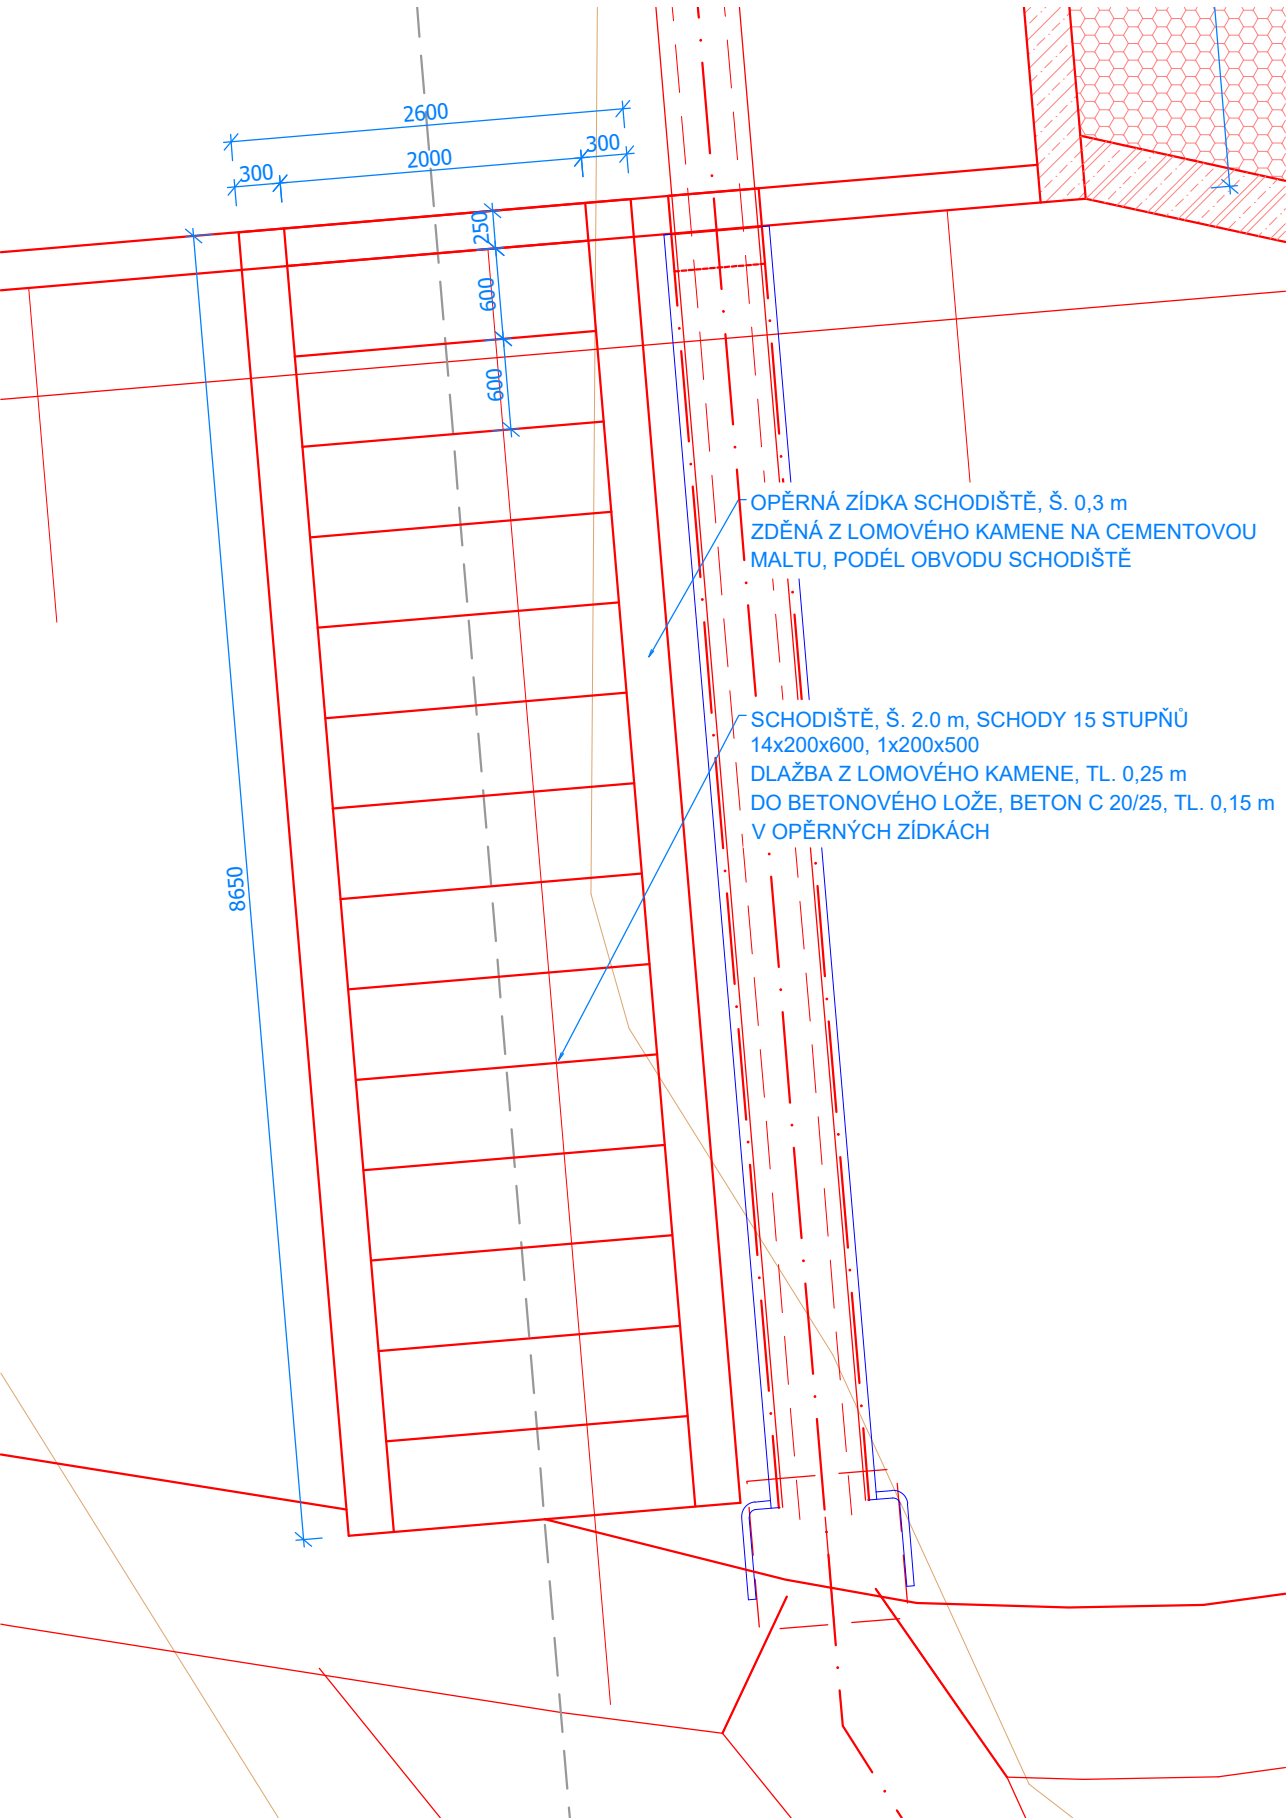 2600
300
2000
300
250
600
600
OPĚRNÁ ZÍDKA SCHODIŠTĚ, Š. 0,3 m
ZDĚNÁ Z LOMOVÉHO KAMENE NA CEMENTOVOU
MALTU, PODÉL OBVODU SCHODIŠTĚ
SCHODIŠTĚ, Š. 2.0 m, SCHODY 15 STUPŇŮ
14x200x600, 1x200x500
DLAŽBA Z LOMOVÉHO KAMENE, TL. 0,25 m
DO BETONOVÉHO LOŽE, BETON C 20/25, TL. 0,15 m
V OPĚRNÝCH ZÍDKÁCH
8650